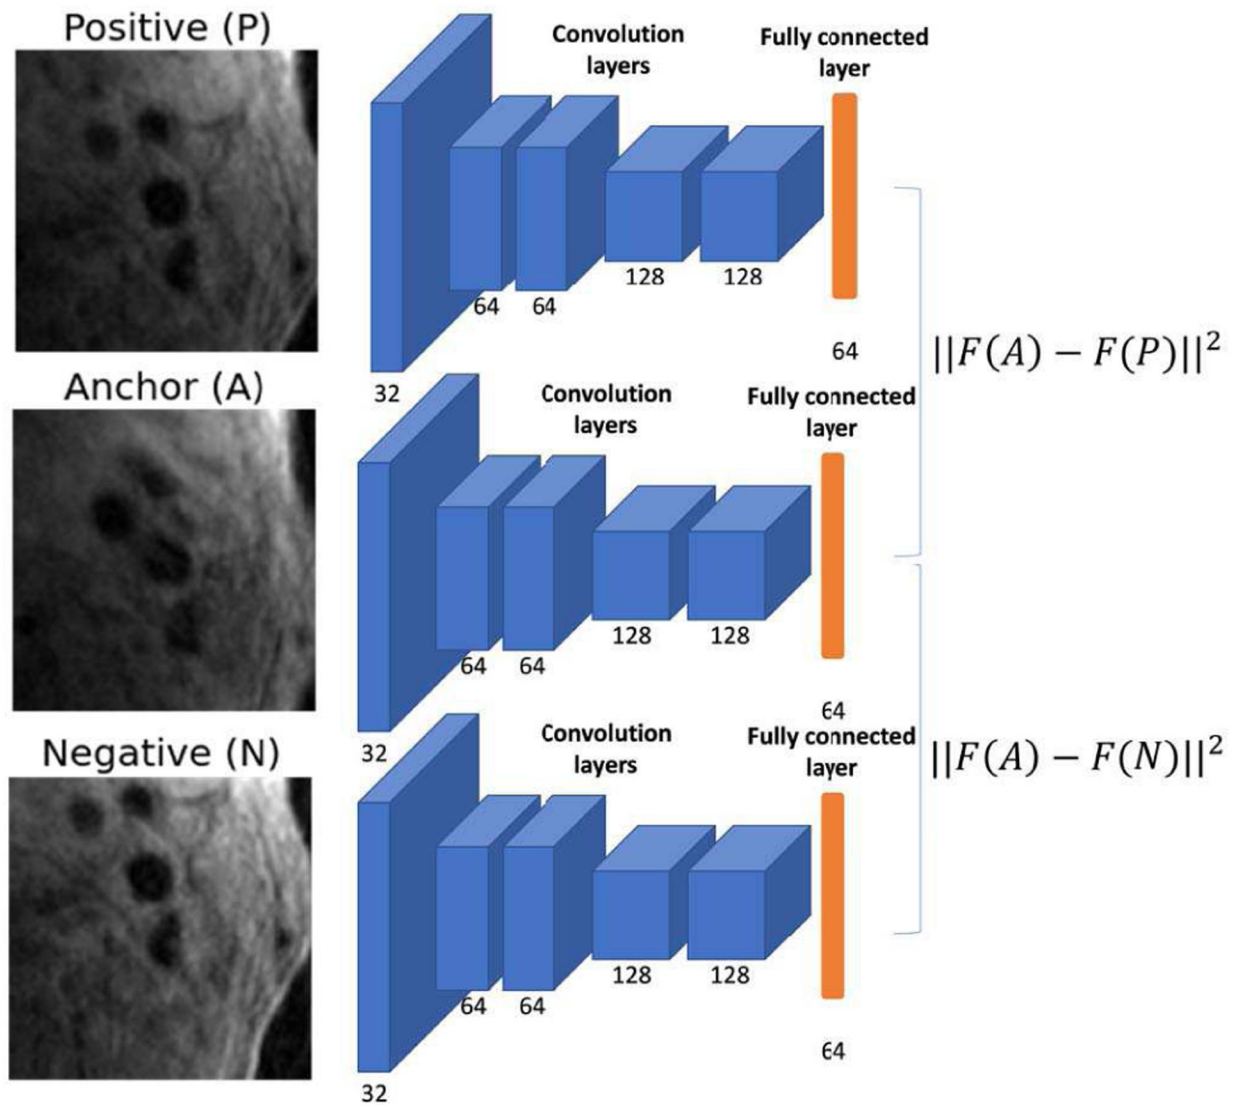 Positive (P)
Convolution
layers
Fully connected
layer
64
64
128
128
64
32
||F(A) − F(P)||²
Anchor (A)
Convolution
layers
Fully connected
layer
64
64
128
128
64
32
Negative (N)
Convolution
layers
Fully connected
layer
||F(A) − F(N)||²
64
64
128
128
64
32